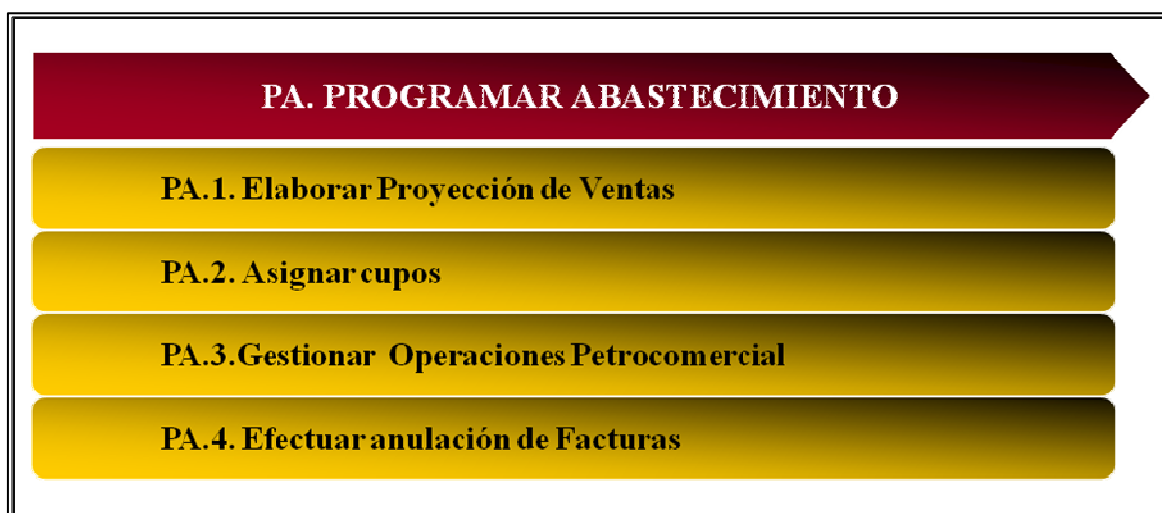 PA. PROGRAMAR ABASTECIMIENTO
PA.1. Elaborar Proyección de Ventas
PA.2. Asignar cupos
PA.3.Gestionar Operaciones Petrocomercial
PA.4. Efectuar anulación de Facturas